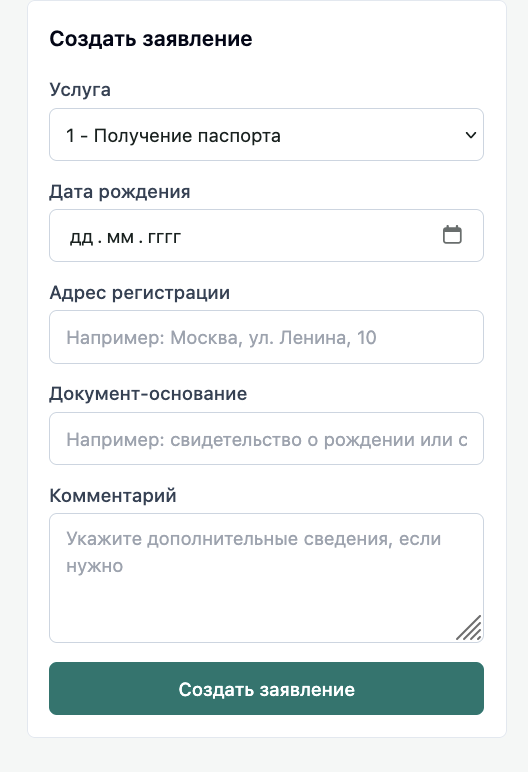 Создать заявление
Услуга
1 - Получение паспорта
Дата рождения
дд . мм . гггг
Адрес регистрации
Например: Москва, ул. Ленина, 10
Документ-основание
Например: свидетельство о рождении или с
Комментарий
Укажите дополнительные сведения, если
нужно
Создать заявление